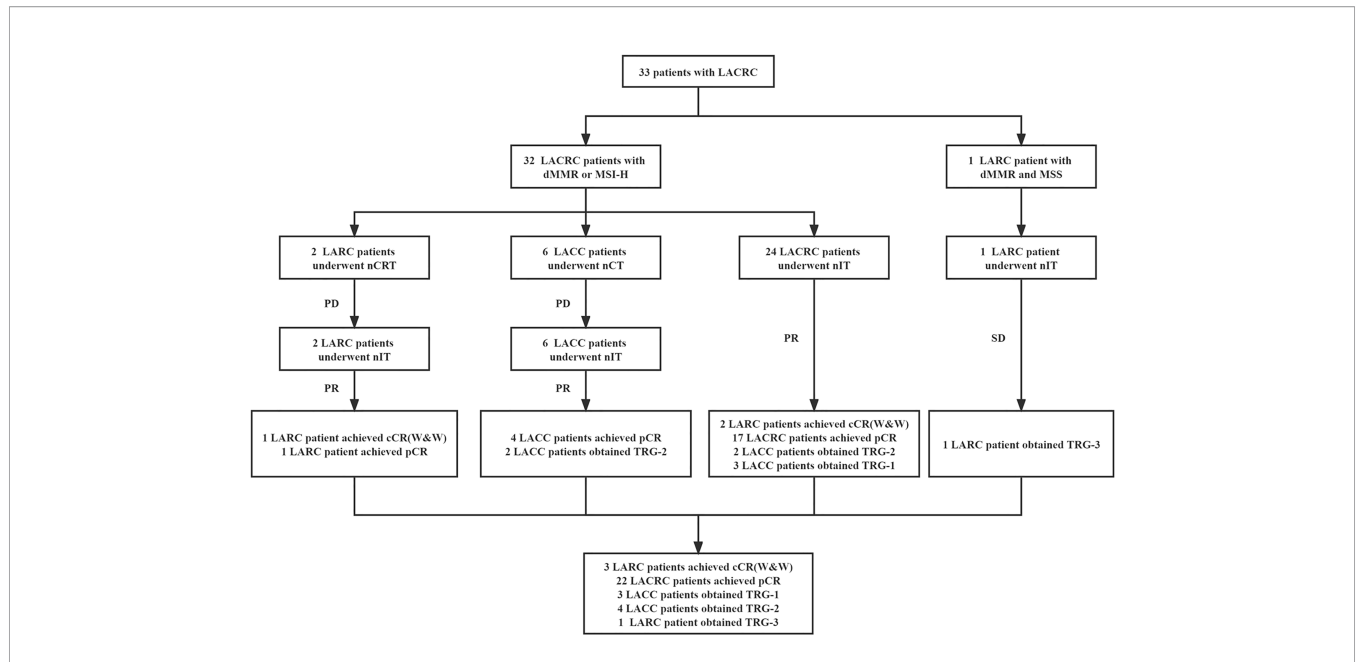 33 patients with LACRC
32 LACRC patients with
dMMR or MSI-H
1 LARC patient with
dMMR and MSS
2 LARC patients
underwent nCRT
6 LACC patients
underwent nCT
24 LACRC patients
underwent nIT
1 LARC patient
underwent nIT
PD
PD
2 LARC patients
underwent nIT
6 LACC patients
underwent nIT
PR
SD
PR
PR
1 LARC patient achieved cCR(W&W)
1 LARC patient achieved pCR
4 LACC patients achieved pCR
2 LACC patients obtained TRG-2
2 LARC patients achieved cCR(W&W)
17 LACRC patients achieved pCR
2 LACC patients obtained TRG-2
3 LACC patients obtained TRG-1
1 LARC patient obtained TRG-3
3 LARC patients achieved cCR(W&W)
22 LACRC patients achieved pCR
3 LACC patients obtained TRG-1
4 LACC patients obtained TRG-2
1 LARC patient obtained TRG-3